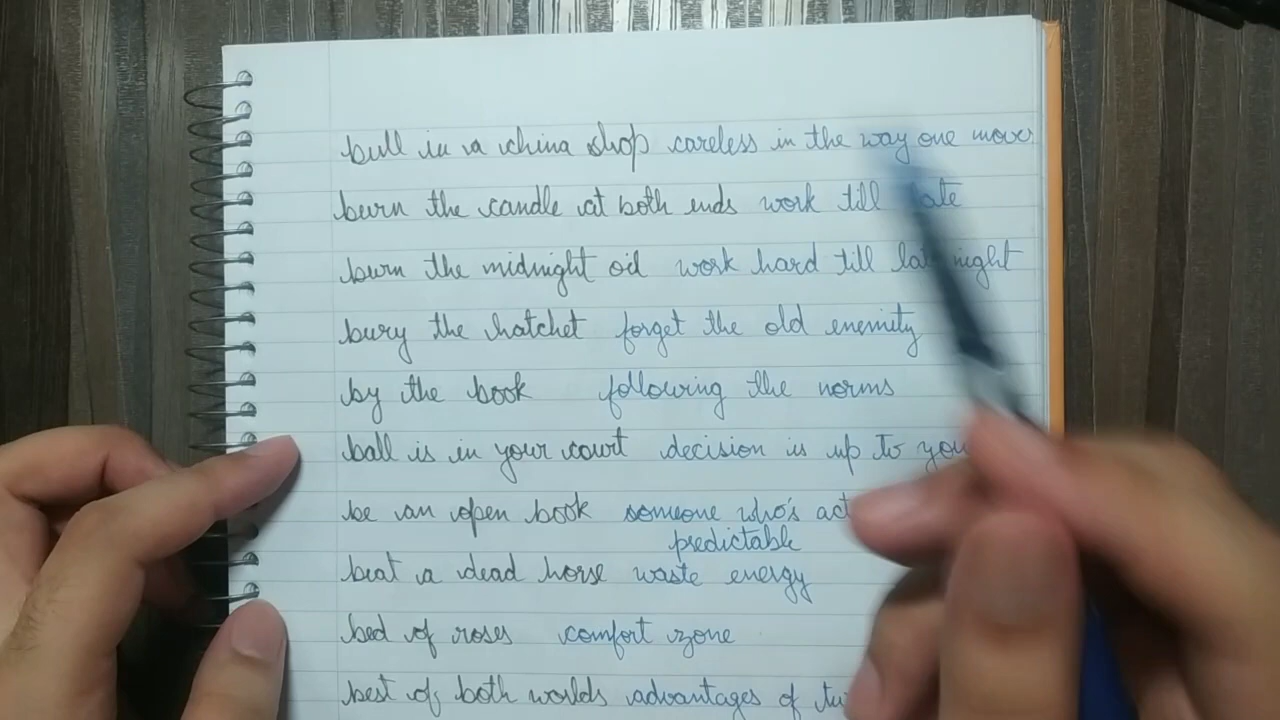 bull in a china shop careless in the way one moves
burn the candle at both ends work till late
burn the midnight oil work hard till late night
bury the hatchet forget the old enemity
by the book following the norms
ball is in your court decision is up to you
be an open book someone who's
predictable
beat a dead horse waste energy
bed of roses comfort zone
best of both worlds advantages of